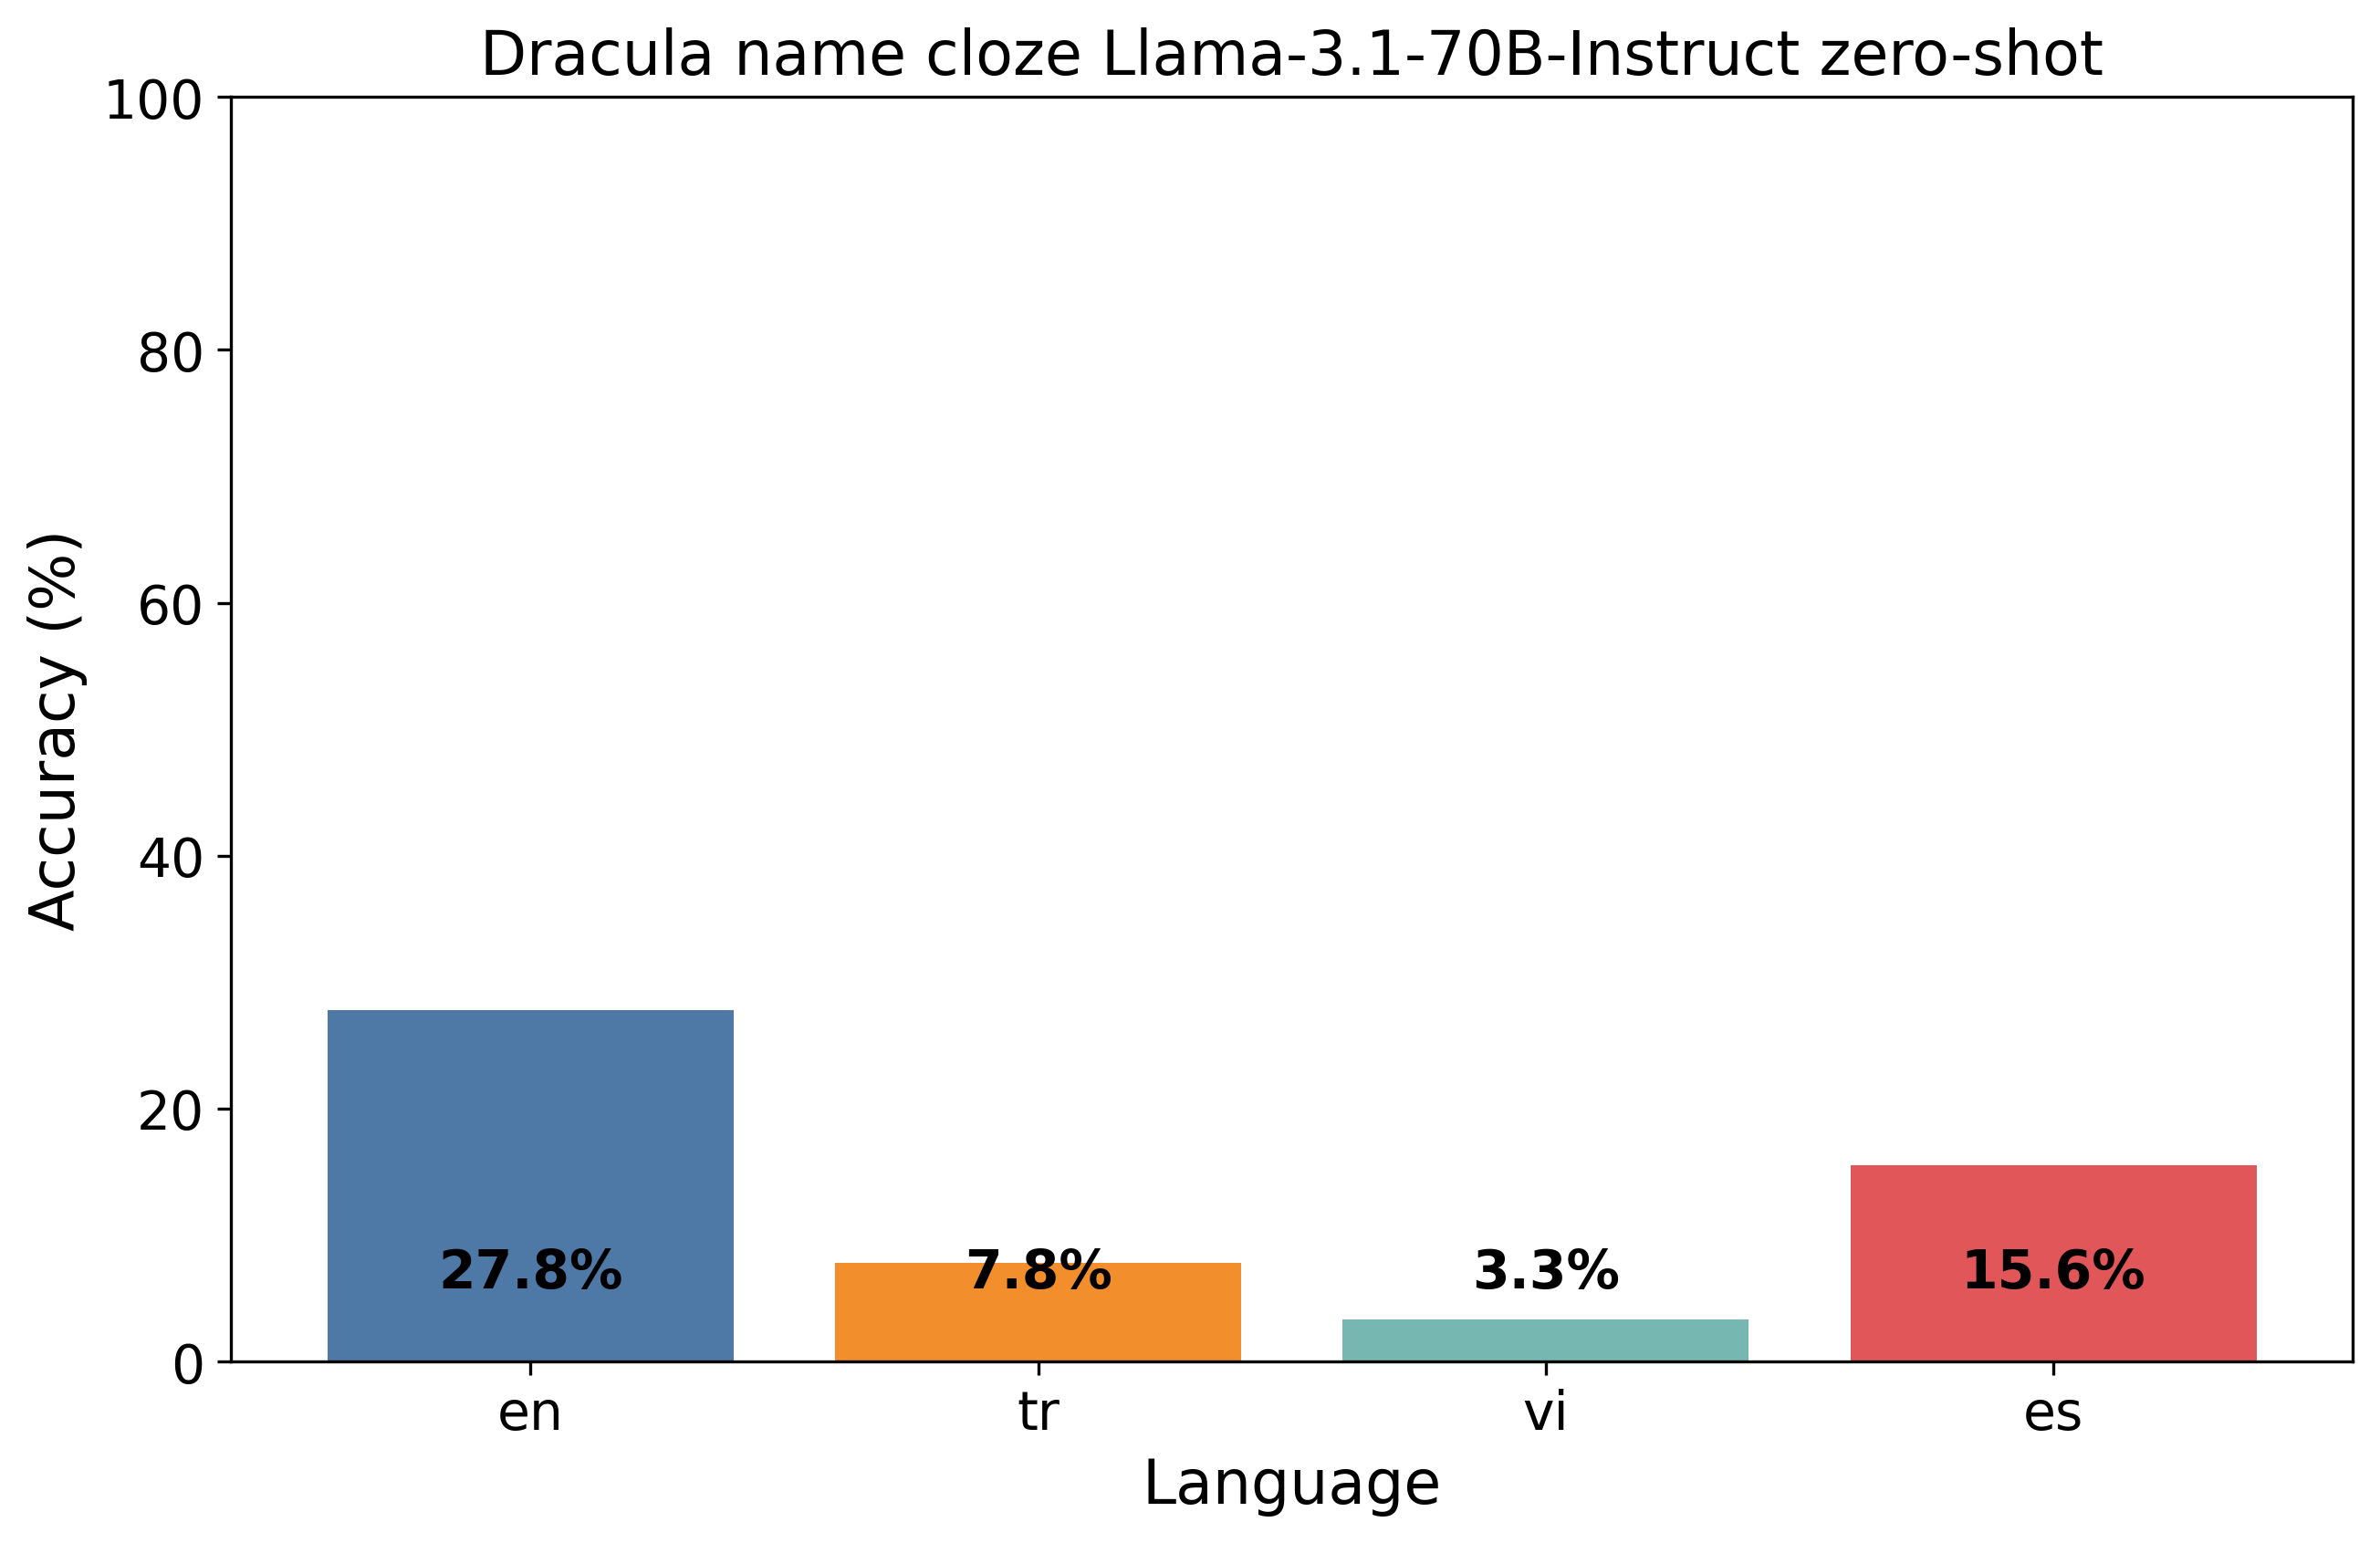 Dracula name cloze Llama-3.1-70B-Instruct zero-shot
Accuracy (%)
100
80
60
40
20
0
27.8%
7.8%
3.3%
15.6%
en
tr
vi
es
Language